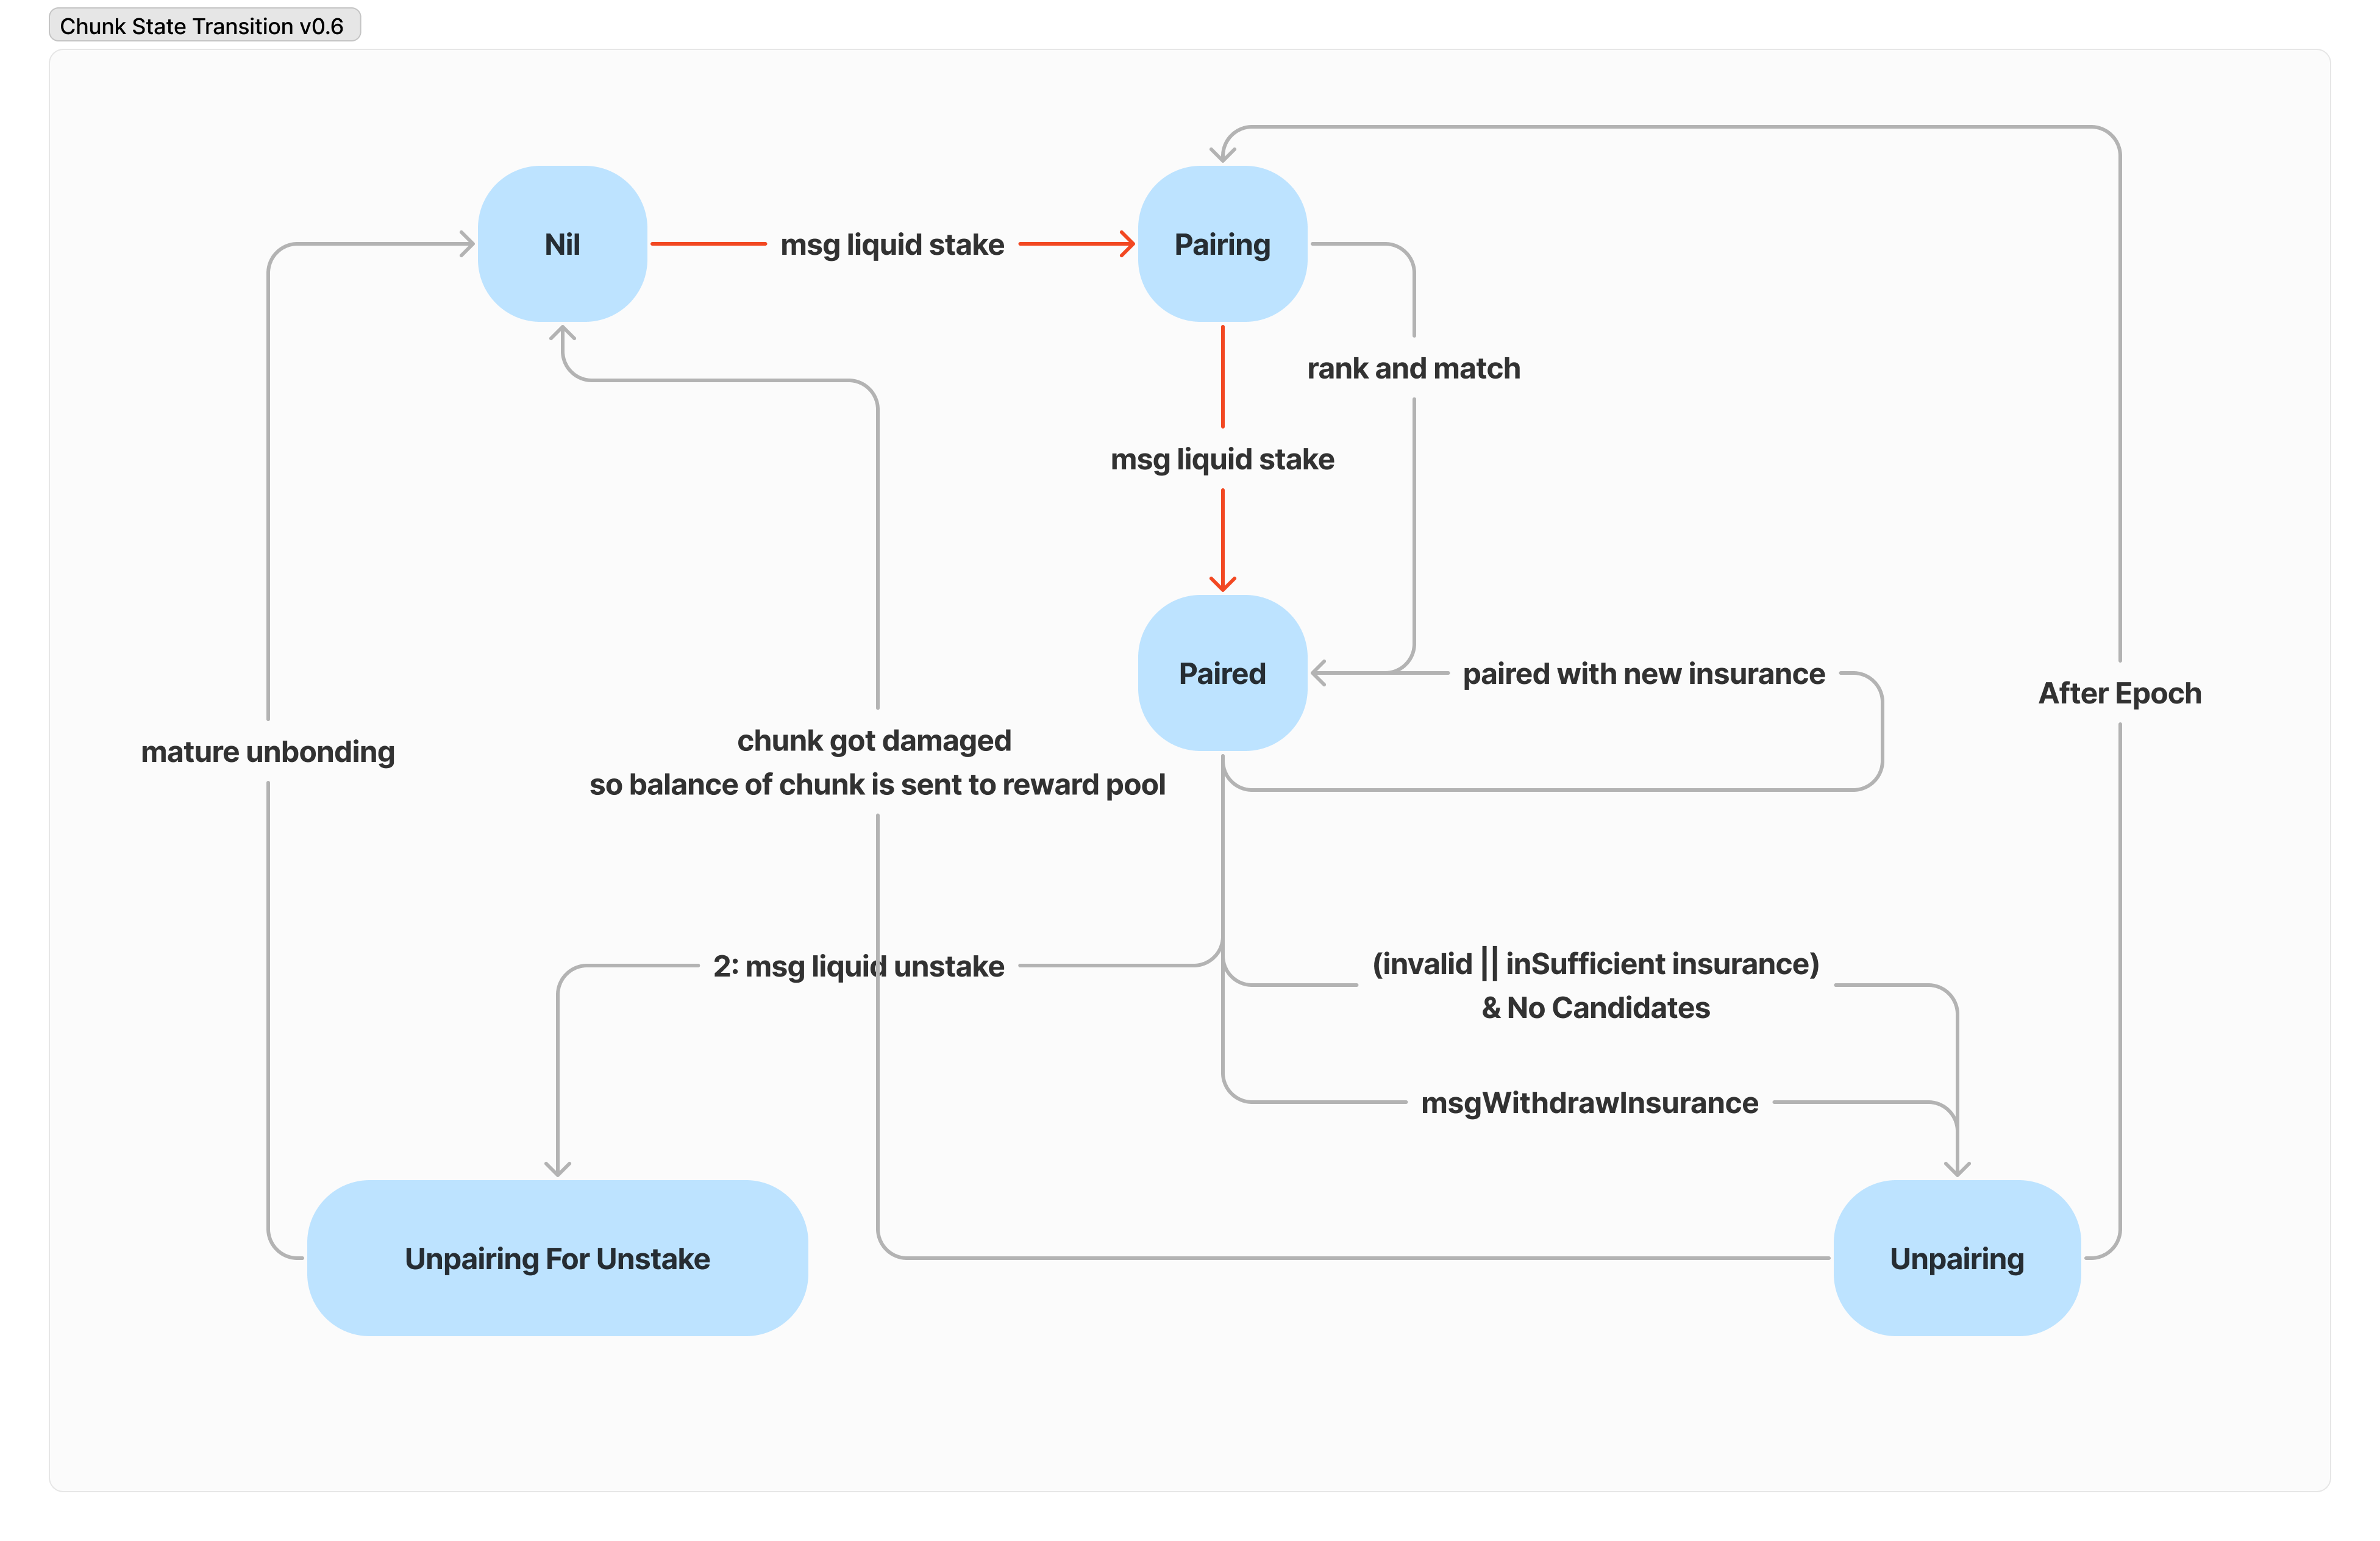 Chunk State Transition v0.6
Nil
msg liquid stake
Pairing
rank and match
msg liquid stake
Paired
paired with new insurance
After Epoch
mature unbonding
chunk got damaged
so balance of chunk is sent to reward pool
2: msg liquid unstake
(invalid || inSufficient insurance)
& No Candidates
msgWithdrawInsurance
Unpairing For Unstake
Unpairing